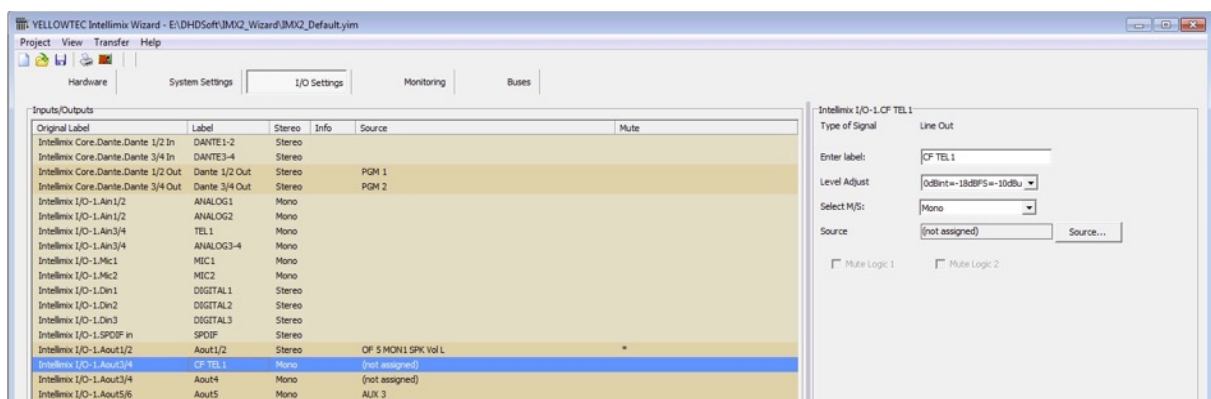 YELLOWTEC Intellimix Wizard - E:\DHDSoft\IMX2_Wizard\IMX2_Default.yim
Project View Transfer Help
Hardware System Settings I/O Settings Monitoring Buses
Inputs/Outputs
Original Label Label Stereo Info Source Mute
Intellimix Core.Dante.Dante 1/2 In DANTE1-2 Stereo
Intellimix Core.Dante.Dante 3/4 In DANTE3-4 Stereo
Intellimix Core.Dante.Dante 1/2 Out Dante 1/2 Out Stereo PGM 1
Intellimix Core.Dante.Dante 3/4 Out Dante 3/4 Out Stereo PGM 2
Intellimix I/O-1.Ain1/2 ANALOG1 Mono
Intellimix I/O-1.Ain1/2 ANALOG2 Mono
Intellimix I/O-1.Ain3/4 TEL1 Mono
Intellimix I/O-1.Ain3/4 ANALOG3-4 Mono
Intellimix I/O-1.Mic1 MIC1 Mono
Intellimix I/O-1.Mic2 MIC2 Mono
Intellimix I/O-1.Din1 DIGITAL1 Stereo
Intellimix I/O-1.Din2 DIGITAL2 Stereo
Intellimix I/O-1.Din3 DIGITAL3 Stereo
Intellimix I/O-1.SPDIF in SPDIF Stereo
Intellimix I/O-1.Aout1/2 Aout1/2 Stereo OF 5 MON1 SPK Vol L *
Intellimix I/O-1.Aout3/4 CF TEL1 Mono (not assigned)
Intellimix I/O-1.Aout3/4 Aout4 Mono (not assigned)
Intellimix I/O-1.Aout5/6 Aout5 Mono AUX 3
Intellimix I/O-1.CF TEL1
Type of Signal Line Out
Enter label: CF TEL1
Level Adjust 0dBint=-18dBFS=-10dBu
Select M/S: Mono
Source (not assigned) Source...
Mute Logic 1 Mute Logic 2